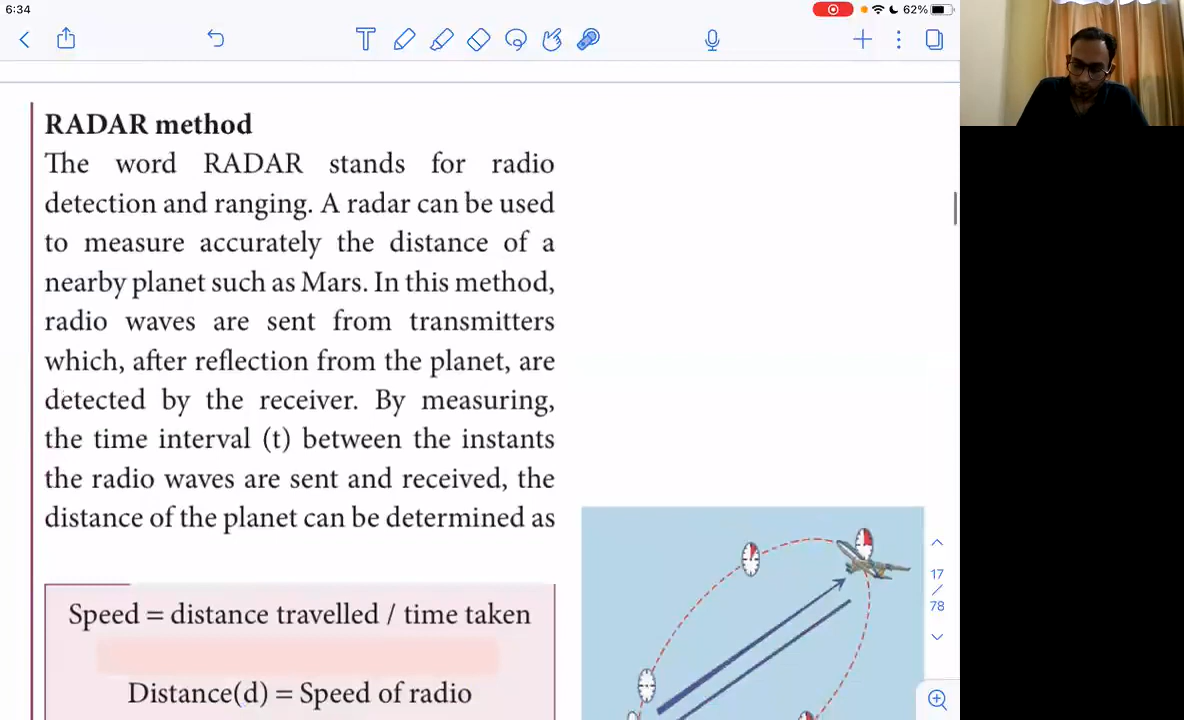 6:34
62%
RADAR method
The word RADAR stands for radio
detection and ranging. A radar can be used
to measure accurately the distance of a
nearby planet such as Mars. In this method,
radio waves are sent from transmitters
which, after reflection from the planet, are
detected by the receiver. By measuring,
the time interval (t) between the instants
the radio waves are sent and received, the
distance of the planet can be determined as
Speed = distance travelled / time taken
Distance(d) = Speed of radio
17
/
78